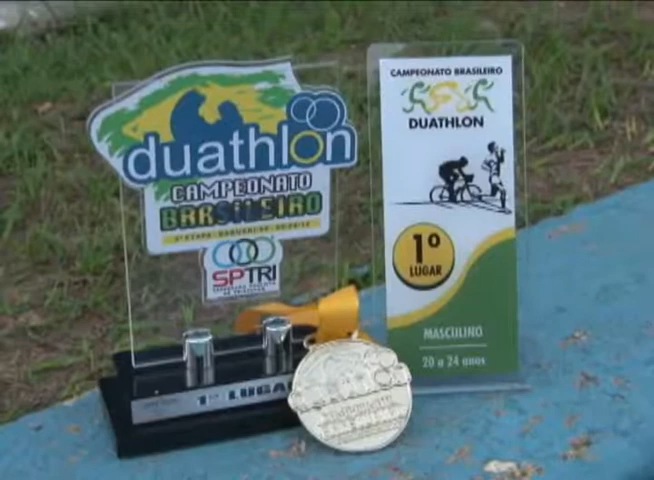 duathlon
CAMPEONATO
BRASILEIRO
SPTRI
1º LUGAR
CAMPEONATO BRASILEIRO
DUATHLON
1º
LUGAR
MASCULINO
20 a 24 anos